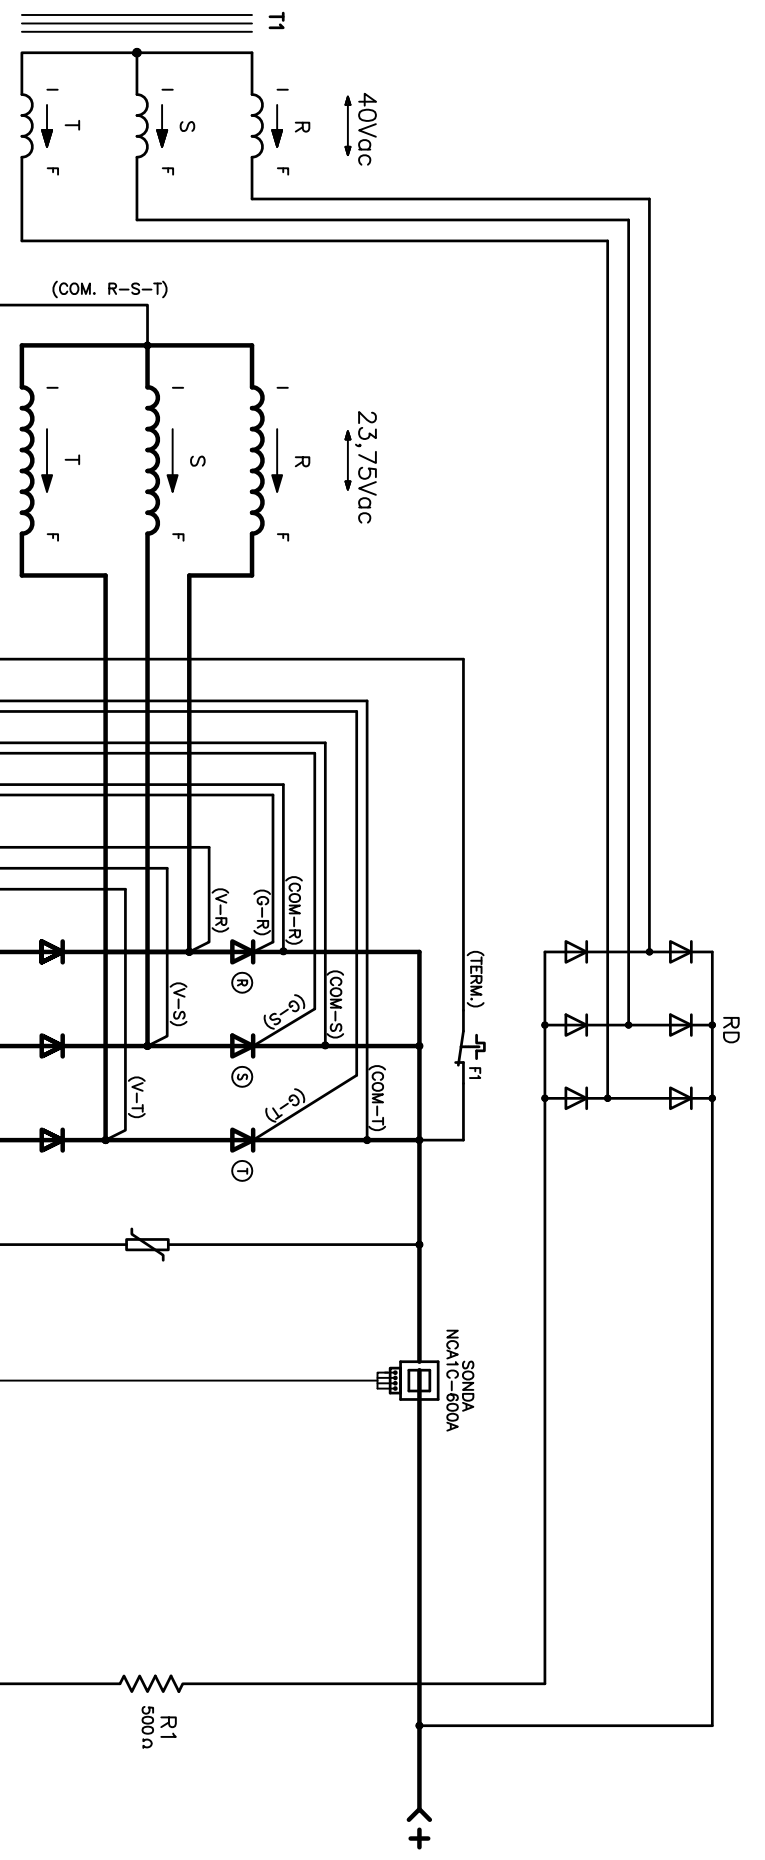 T1
40Vac
I
R
F
I
S
F
I
T
F
(COM. R-S-T)
23,75Vac
I
R
F
I
S
F
I
T
F
(V-R)
(G-R)
(COM-R)
(TERM.)
R
(V-S)
(G-S)
(COM-S)
RD
S
F1
(V-T)
(G-T)
(COM-T)
T
SONDA
NCA1C-600A
R1
500Ω
+